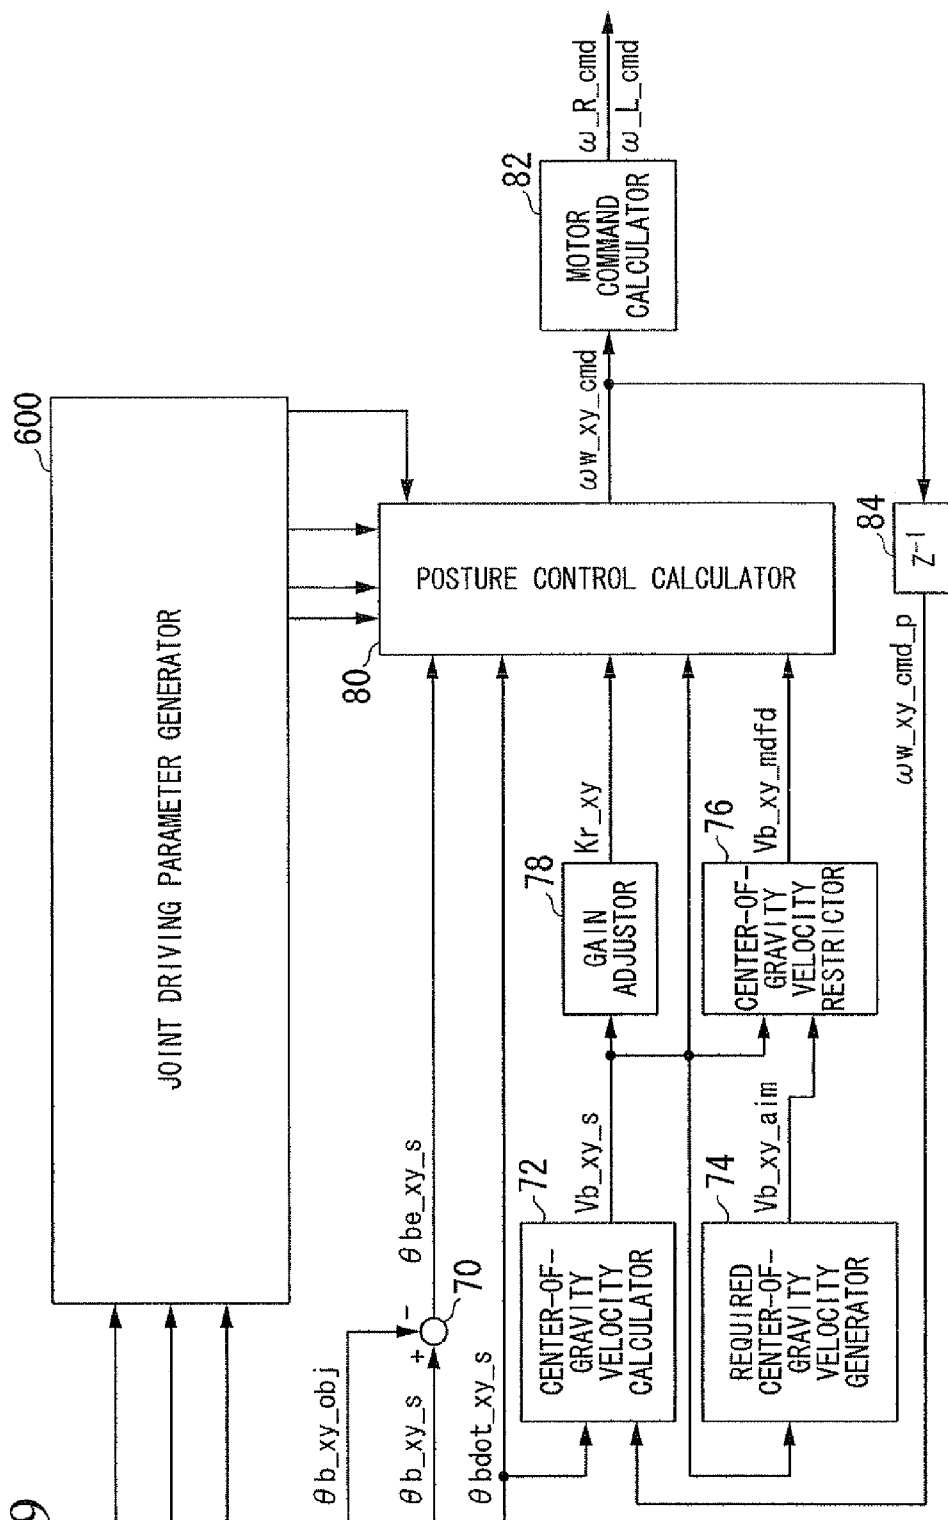 9
600
JOINT DRIVING PARAMETER GENERATOR
θb_xy_obj
θb_xy_s
+
-
70
θbe_xy_s
θbdot_xy_s
80
POSTURE CONTROL CALCULATOR
72
CENTER-OF-
GRAVITY
VELOCITY
CALCULATOR
Vb_xy_s
78
GAIN
ADJUSTOR
Kr_xy
74
REQUIRED
CENTER-OF-
GRAVITY
VELOCITY
GENERATOR
Vb_xy_aim
76
CENTER-OF-
GRAVITY
VELOCITY
RESTRICTOR
Vb_xy_mdfd
ωw_xy_cmd
82
MOTOR
COMMAND
CALCULATOR
ω_R_cmd
ω_L_cmd
84
Z⁻¹
ωw_xy_cmd_p